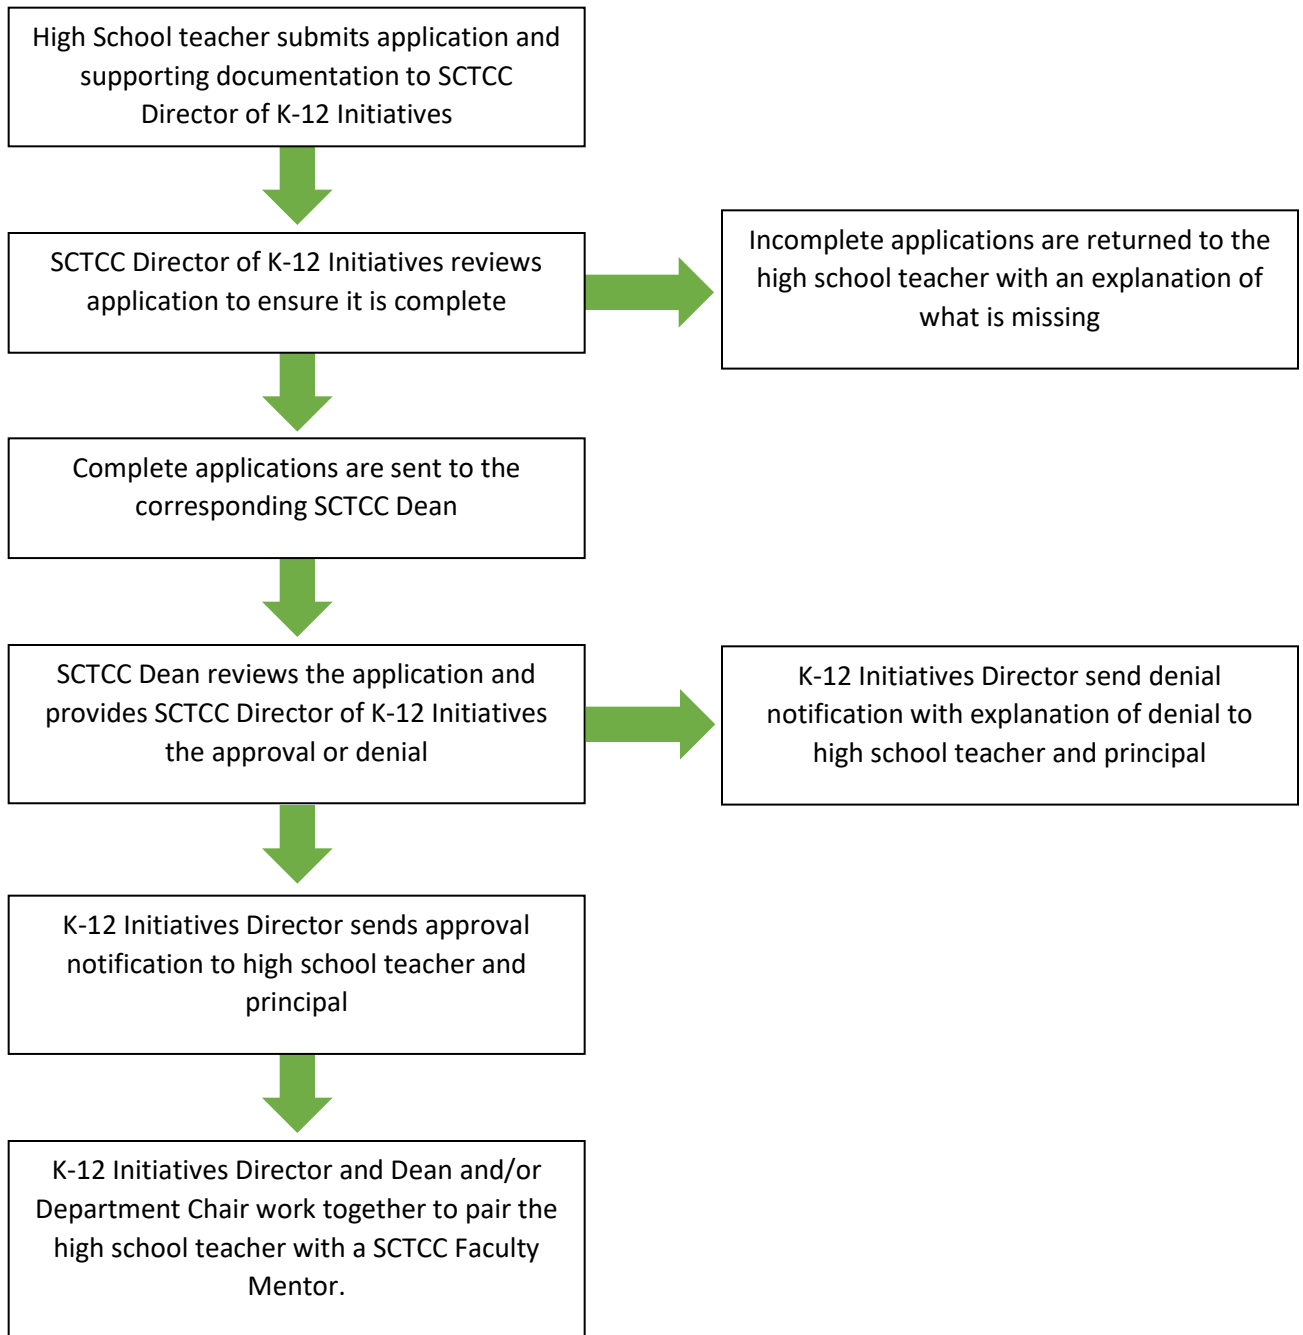 High School teacher submits application and
supporting documentation to SCTCC
Director of K-12 Initiatives
SCTCC Director of K-12 Initiatives reviews
application to ensure it is complete
Incomplete applications are returned to the
high school teacher with an explanation of
what is missing
Complete applications are sent to the
corresponding SCTCC Dean
SCTCC Dean reviews the application and
provides SCTCC Director of K-12 Initiatives
the approval or denial
K-12 Initiatives Director send denial
notification with explanation of denial to
high school teacher and principal
K-12 Initiatives Director sends approval
notification to high school teacher and
principal
K-12 Initiatives Director and Dean and/or
Department Chair work together to pair the
high school teacher with a SCTCC Faculty
Mentor.